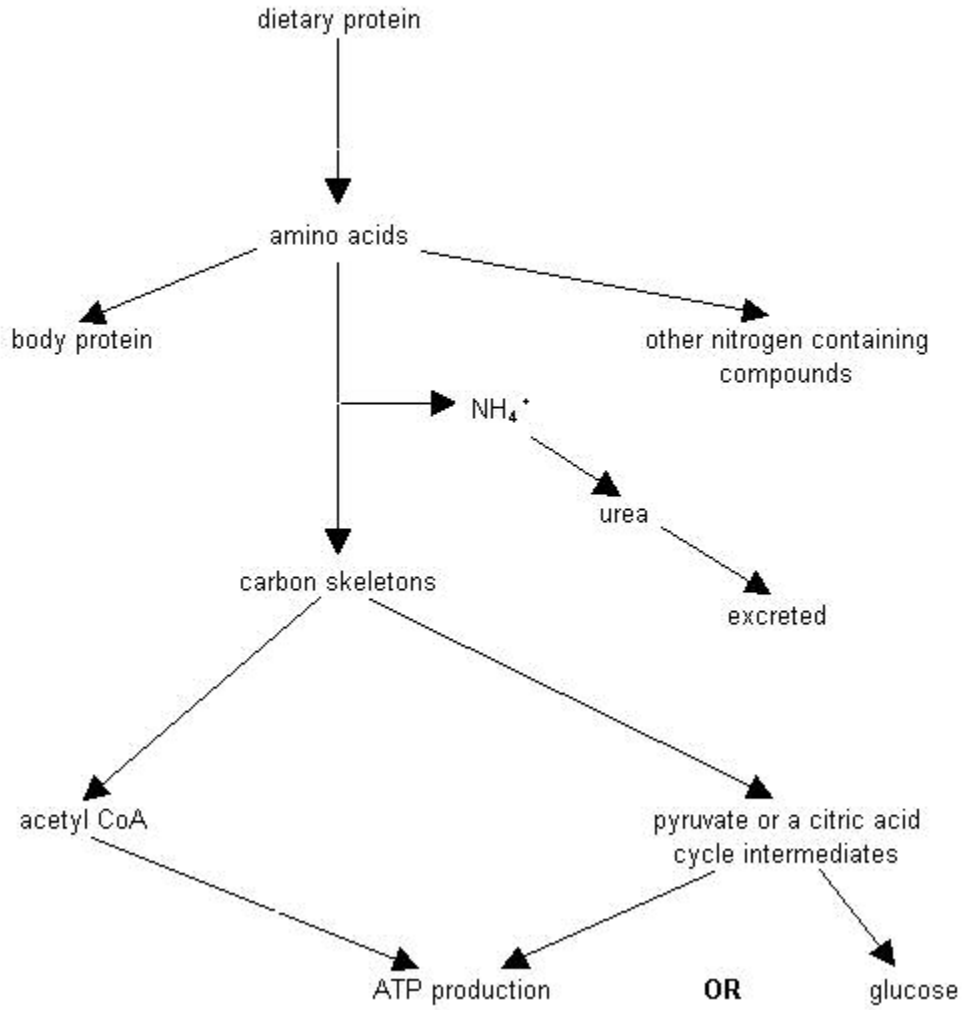 dietary protein
amino acids
body protein
other nitrogen containing
compounds
NH₄⁺
urea
carbon skeletons
excreted
acetyl CoA
pyruvate or a citric acid
cycle intermediates
ATP production
OR
glucose